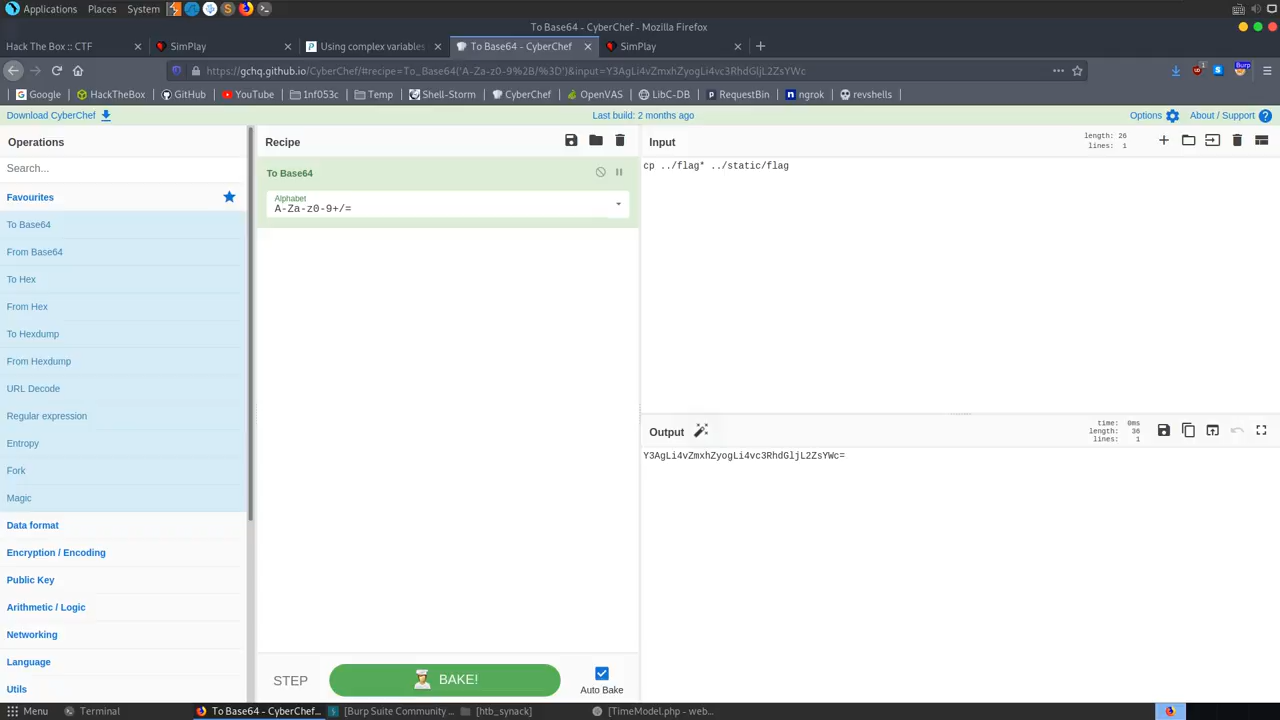 Applications Places System
To Base64 - CyberChef - Mozilla Firefox
Hack The Box :: CTF
SimPlay
Using complex variables
To Base64 - CyberChef
SimPlay
https://gchq.github.io/CyberChef/#recipe=To_Base64('A-Za-z0-9%2B/%3D')&input=Y3AgLi4vZmxhZyogLi4vc3RhdGljL2ZsYWc
1
Burp
Google HackTheBox GitHub YouTube 1nf053c Temp Shell-Storm CyberChef OpenVAS LibC-DB RequestBin ngrok revshells
Download CyberChef
Last build: 2 months ago
Options
About / Support
Operations
Search...
Favourites
To Base64
From Base64
To Hex
From Hex
To Hexdump
From Hexdump
URL Decode
Regular expression
Entropy
Fork
Magic
Data format
Encryption / Encoding
Public Key
Arithmetic / Logic
Networking
Language
Utils
Recipe
To Base64
Alphabet
A-Za-z0-9+/=
STEP
BAKE!
Auto Bake
Input
length: 26
lines: 1
cp ../flag* ../static/flag
Output
time: 0ms
length: 36
lines: 1
Y3AgLi4vZmxhZyogLi4vc3RhdGljL2ZsYWc=
Menu
Terminal
To Base64 - CyberChef...
[Burp Suite Community ...
[htb_synack]
[TimeModel.php - web...